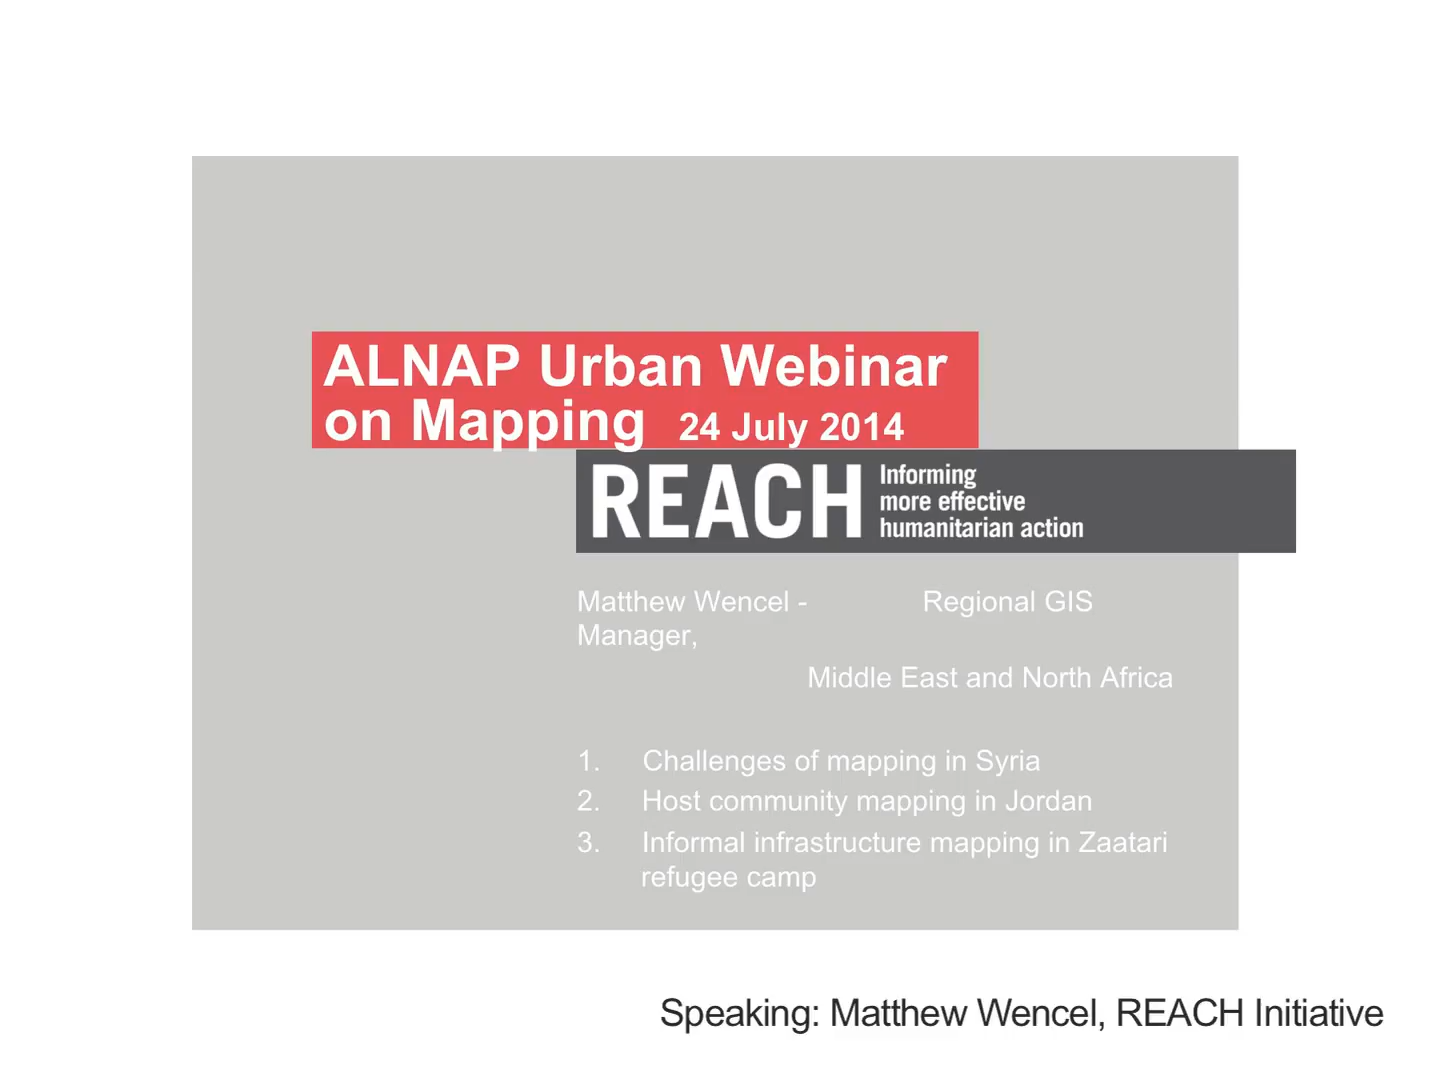 ALNAP Urban Webinar
on Mapping 24 July 2014
REACH
Informing
more effective
humanitarian action
Matthew Wencel - Regional GIS
Manager,
Middle East and North Africa
1. Challenges of mapping in Syria
2. Host community mapping in Jordan
3. Informal infrastructure mapping in Zaatari
refugee camp
Speaking: Matthew Wencel, REACH Initiative